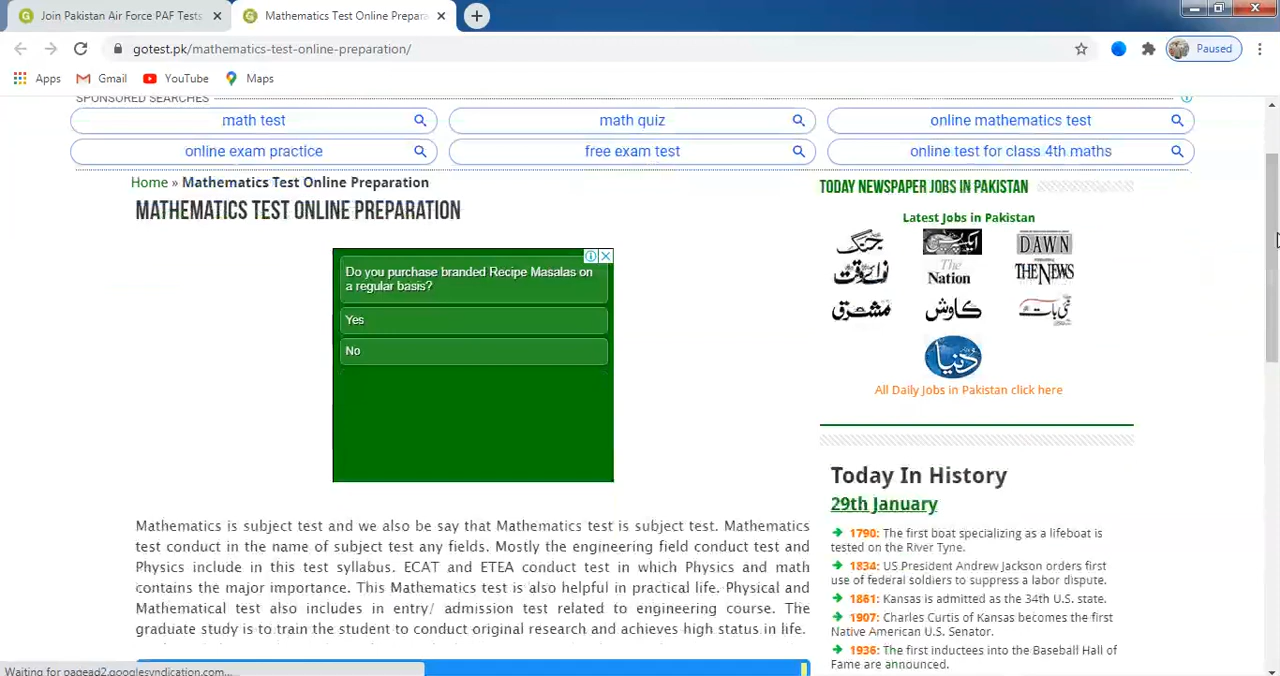 Join Pakistan Air Force PAF Tests
Mathematics Test Online Prepara
gotest.pk/mathematics-test-online-preparation/
Paused
Apps
Gmail
YouTube
Maps
SPONSORED SEARCHES
math test
math quiz
online mathematics test
online exam practice
free exam test
online test for class 4th maths
Home » Mathematics Test Online Preparation
MATHEMATICS TEST ONLINE PREPARATION
Do you purchase branded Recipe Masalas on
a regular basis?
Yes
No
Mathematics is subject test and we also be say that Mathematics test is subject test. Mathematics
test conduct in the name of subject test any fields. Mostly the engineering field conduct test and
Physics include in this test syllabus. ECAT and ETEA conduct test in which Physics and math
contains the major importance. This Mathematics test is also helpful in practical life. Physical and
Mathematical test also includes in entry/ admission test related to engineering course. The
graduate study is to train the student to conduct original research and achieves high status in life.
TODAY NEWSPAPER JOBS IN PAKISTAN
Latest Jobs in Pakistan
جنگ
ایکسپریس
DAWN
نوائے وقت
The Nation
THE NEWS
مشرق
کاوش
نئی بات
دنیا
All Daily Jobs in Pakistan click here
Today In History
29th January
1790: The first boat specializing as a lifeboat is
tested on the River Tyne.
1834: US President Andrew Jackson orders first
use of federal soldiers to suppress a labor dispute.
1861: Kansas is admitted as the 34th U.S. state.
1907: Charles Curtis of Kansas becomes the first
Native American U.S. Senator.
1936: The first inductees into the Baseball Hall of
Fame are announced.
Waiting for pagead2.googlesyndication.com...